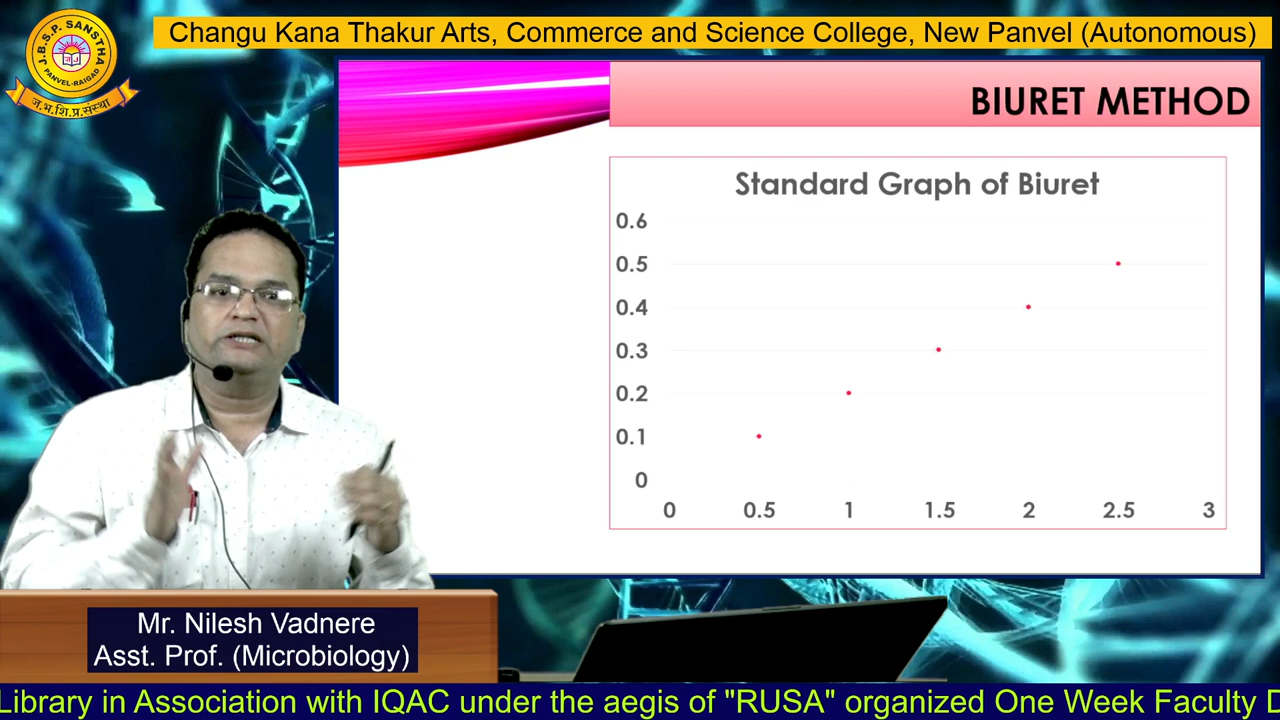 Changu Kana Thakur Arts, Commerce and Science College, New Panvel (Autonomous)
J.B.S.P. SANSTHA
PANVEL-RAIGAD
ज.भ.शि.प्र.संस्था
BIURET METHOD
Standard Graph of Biuret
0.6
0.5
0.4
0.3
0.2
0.1
0
0 0.5 1 1.5 2 2.5 3
Mr. Nilesh Vadnere
Asst. Prof. (Microbiology)
Library in Association with IQAC under the aegis of "RUSA" organized One Week Faculty D